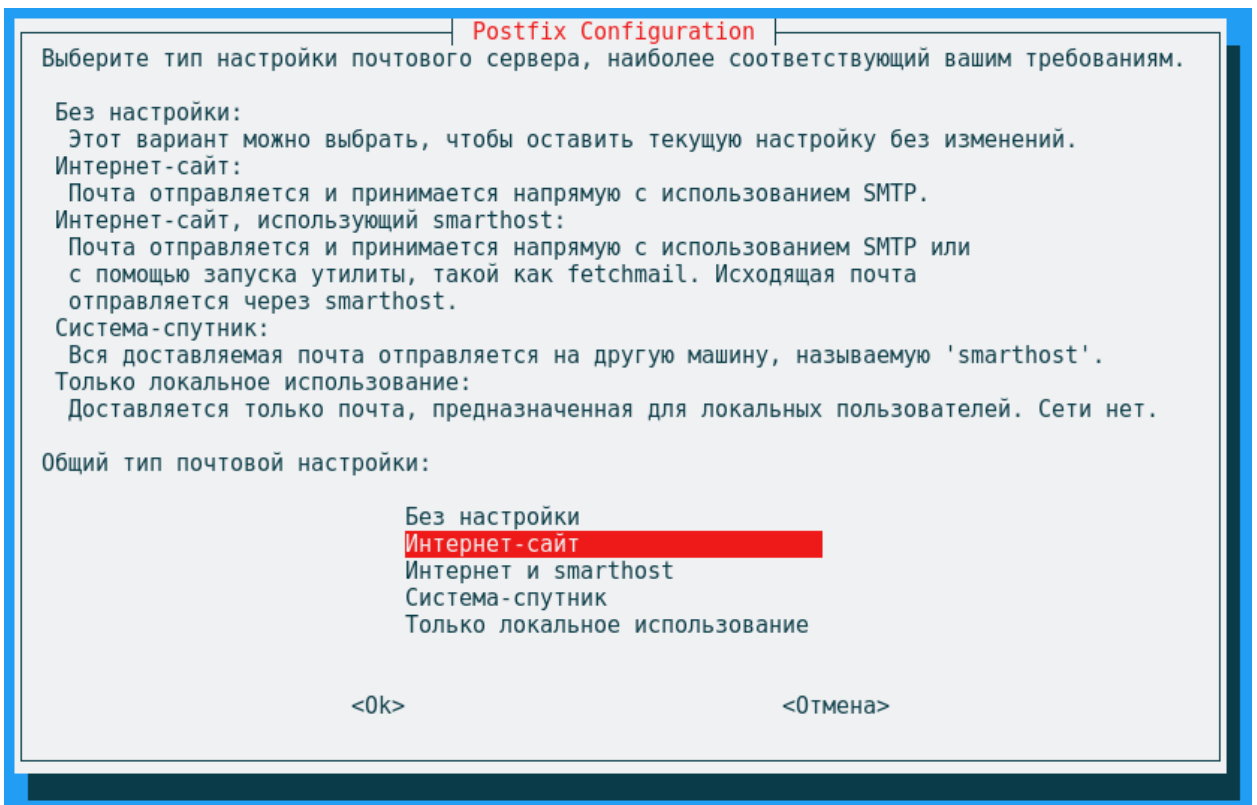 Postfix Configuration
Выберите тип настройки почтового сервера, наиболее соответствующий вашим требованиям.
Без настройки:
Этот вариант можно выбрать, чтобы оставить текущую настройку без изменений.
Интернет-сайт:
Почта отправляется и принимается напрямую с использованием SMTP.
Интернет-сайт, использующий smarthost:
Почта отправляется и принимается напрямую с использованием SMTP или
с помощью запуска утилиты, такой как fetchmail. Исходящая почта
отправляется через smarthost.
Система-спутник:
Вся доставляемая почта отправляется на другую машину, называемую 'smarthost'.
Только локальное использование:
Доставляется только почта, предназначенная для локальных пользователей. Сети нет.
Общий тип почтовой настройки:
Без настройки
Интернет-сайт
Интернет и smarthost
Система-спутник
Только локальное использование
<Ok> <Отмена>